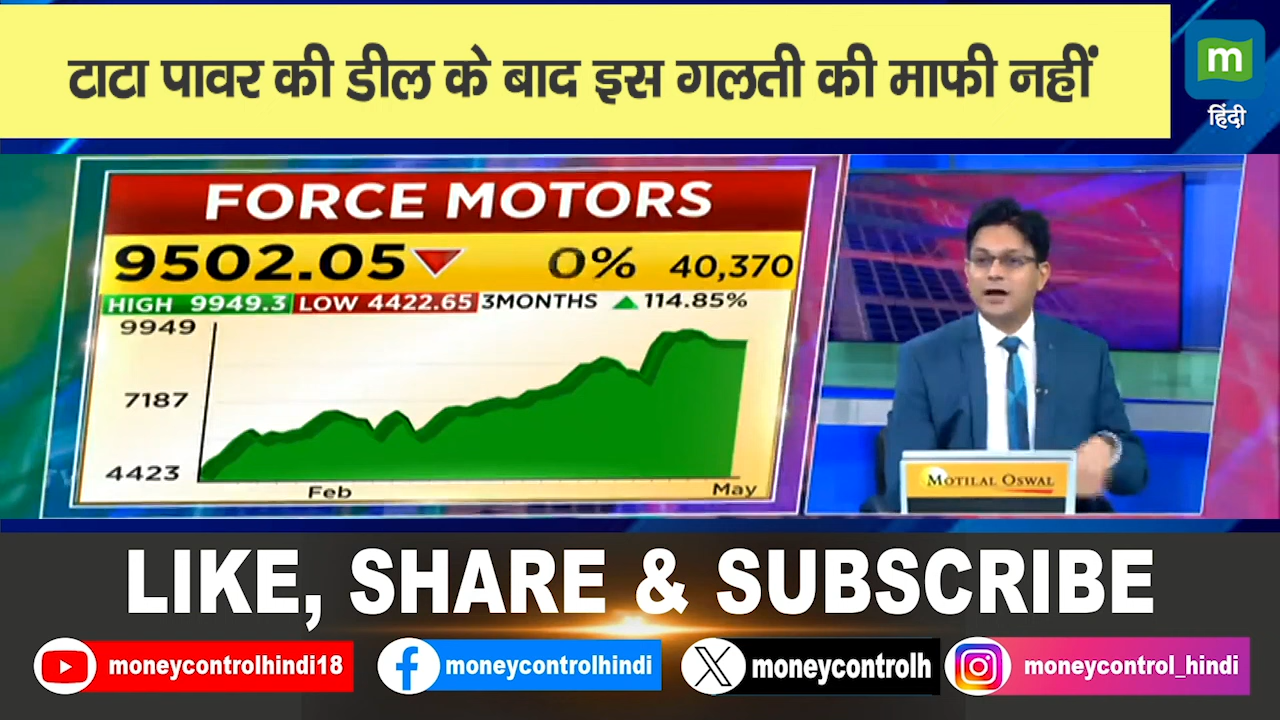 टाटा पावर की डील के बाद इस गलती की माफी नहीं
m
हिंदी
FORCE MOTORS
9502.05 0% 40,370
HIGH 9949.3 LOW 4422.65 3MONTHS 114.85%
9949
7187
4423
Feb May
MOTILAL OSWAL
LIKE, SHARE & SUBSCRIBE
moneycontrolhindi18 moneycontrolhindi moneycontrolh moneycontrol_hindi